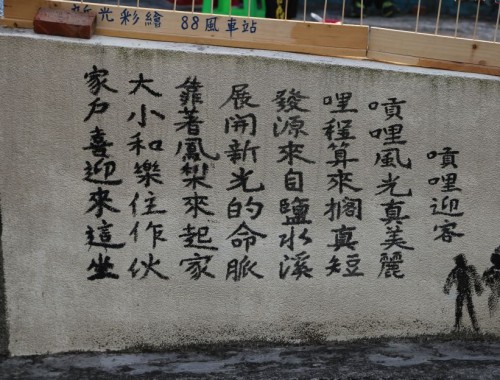 新光彩繪 88風車站
嗊哩迎客
嗊哩風光真美麗
哩程算來擱真短
發源來自鹽水溪
展開新光的命脈
靠著鳳梨來起家
大小和樂住作伙
家戶喜迎來這坐